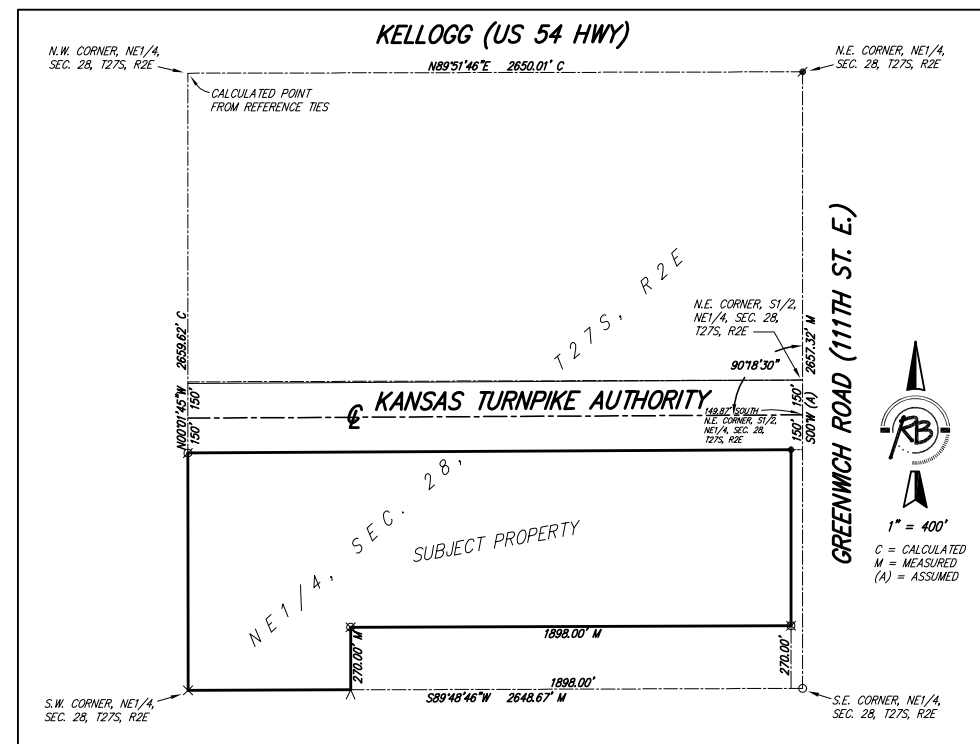 KELLOGG (US 54 HWY)
N.W. CORNER, NE1/4,
SEC. 28, T27S, R2E
N89°51'46"E 2650.01' C
N.E. CORNER, NE1/4,
SEC. 28, T27S, R2E
CALCULATED POINT
FROM REFERENCE TIES
T27S, R2E
N.E. CORNER, S1/2,
NE1/4, SEC. 28,
T27S, R2E
2659.62' C
N00°01'45"W
2657.32' M
S00°W (A)
GREENWICH ROAD (111TH ST. E.)
90°18'30"
150'
150'
150'
150'
℄ KANSAS TURNPIKE AUTHORITY
149.87' SOUTH
N.E. CORNER, S1/2,
NE1/4, SEC. 28,
T27S, R2E
RB
1" = 400'
C = CALCULATED
M = MEASURED
(A) = ASSUMED
NE1/4, SEC. 28,
SUBJECT PROPERTY
270.00' M
1898.00' M
270.00'
1898.00'
S89°48'46"W 2648.67' M
S.W. CORNER, NE1/4,
SEC. 28, T27S, R2E
S.E. CORNER, NE1/4,
SEC. 28, T27S, R2E